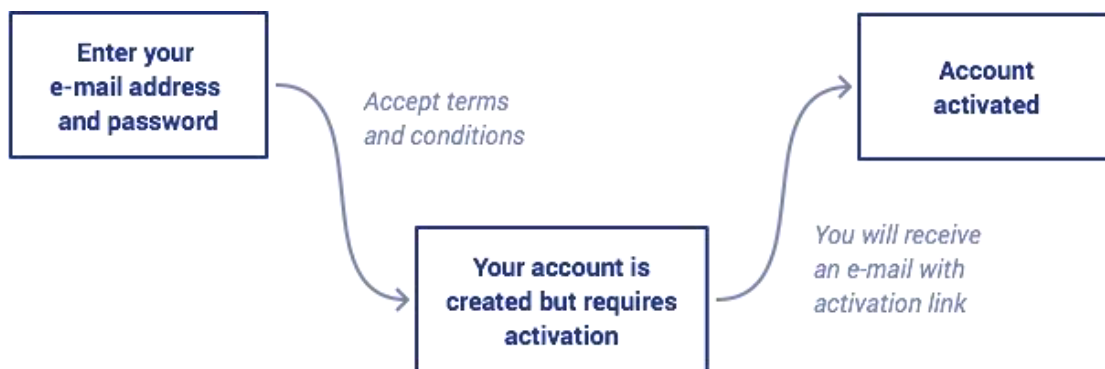 Enter your
e-mail address
and password
Accept terms
and conditions
Your account is
created but requires
activation
You will receive
an e-mail with
activation link
Account
activated